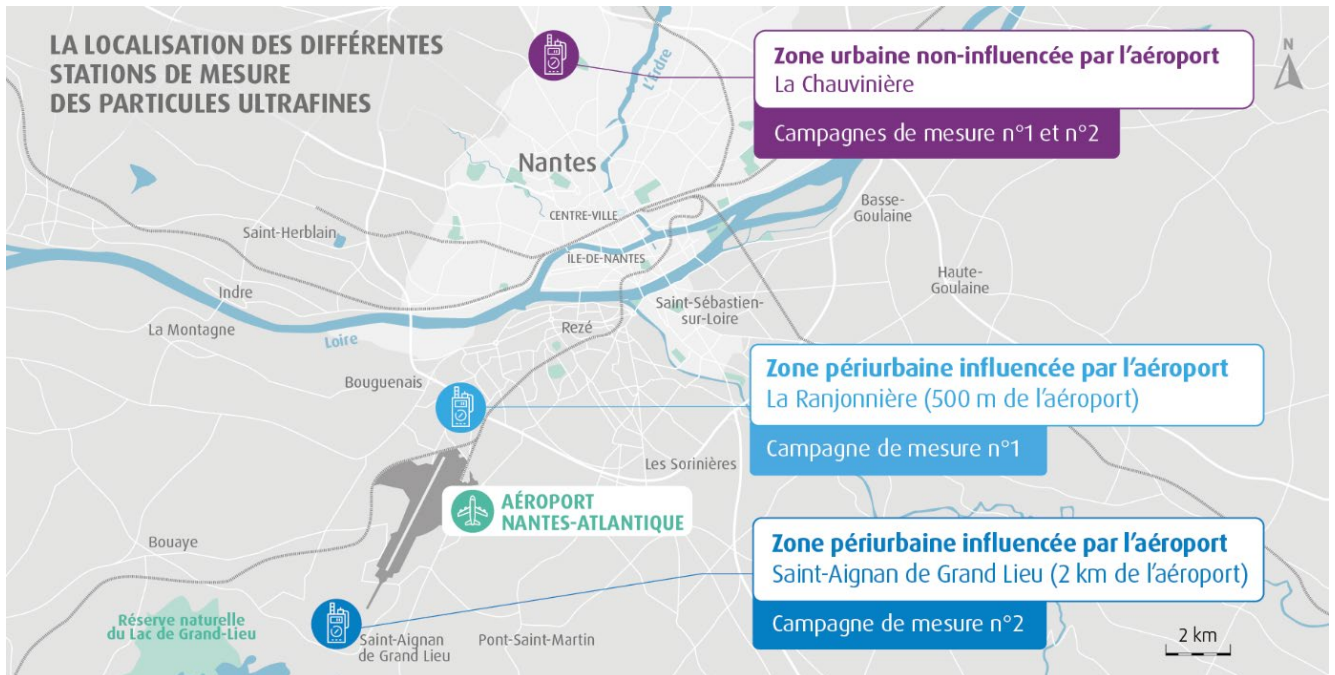 LA LOCALISATION DES DIFFÉRENTES
STATIONS DE MESURE
DES PARTICULES ULTRAFINES
Zone urbaine non-influencée par l'aéroport
La Chauvinière
Campagnes de mesure n°1 et n°2
N
L'Erdre
Nantes
CENTRE-VILLE
Basse-
Goulaine
Saint-Herblain
ÎLE-DE-NANTES
Haute-
Goulaine
Indre
Saint-Sébastien-
sur-Loire
La Montagne
Rezé
Loire
Bouguenais
Zone périurbaine influencée par l'aéroport
La Ranjonnière (500 m de l'aéroport)
Campagne de mesure n°1
Les Sorinières
AÉROPORT
NANTES-ATLANTIQUE
Bouaye
Zone périurbaine influencée par l'aéroport
Saint-Aignan de Grand Lieu (2 km de l'aéroport)
Campagne de mesure n°2
Réserve naturelle
du Lac de Grand-Lieu
Saint-Aignan
de Grand Lieu
Pont-Saint-Martin
2 km